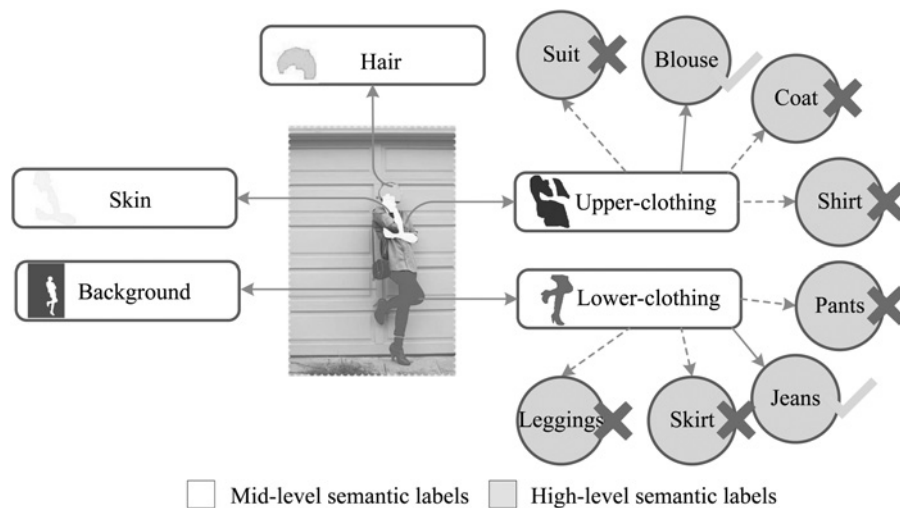 Hair
Suit
Blouse
Coat
Skin
Upper-clothing
Shirt
Background
Lower-clothing
Pants
Leggings
Skirt
Jeans
Mid-level semantic labels
High-level semantic labels